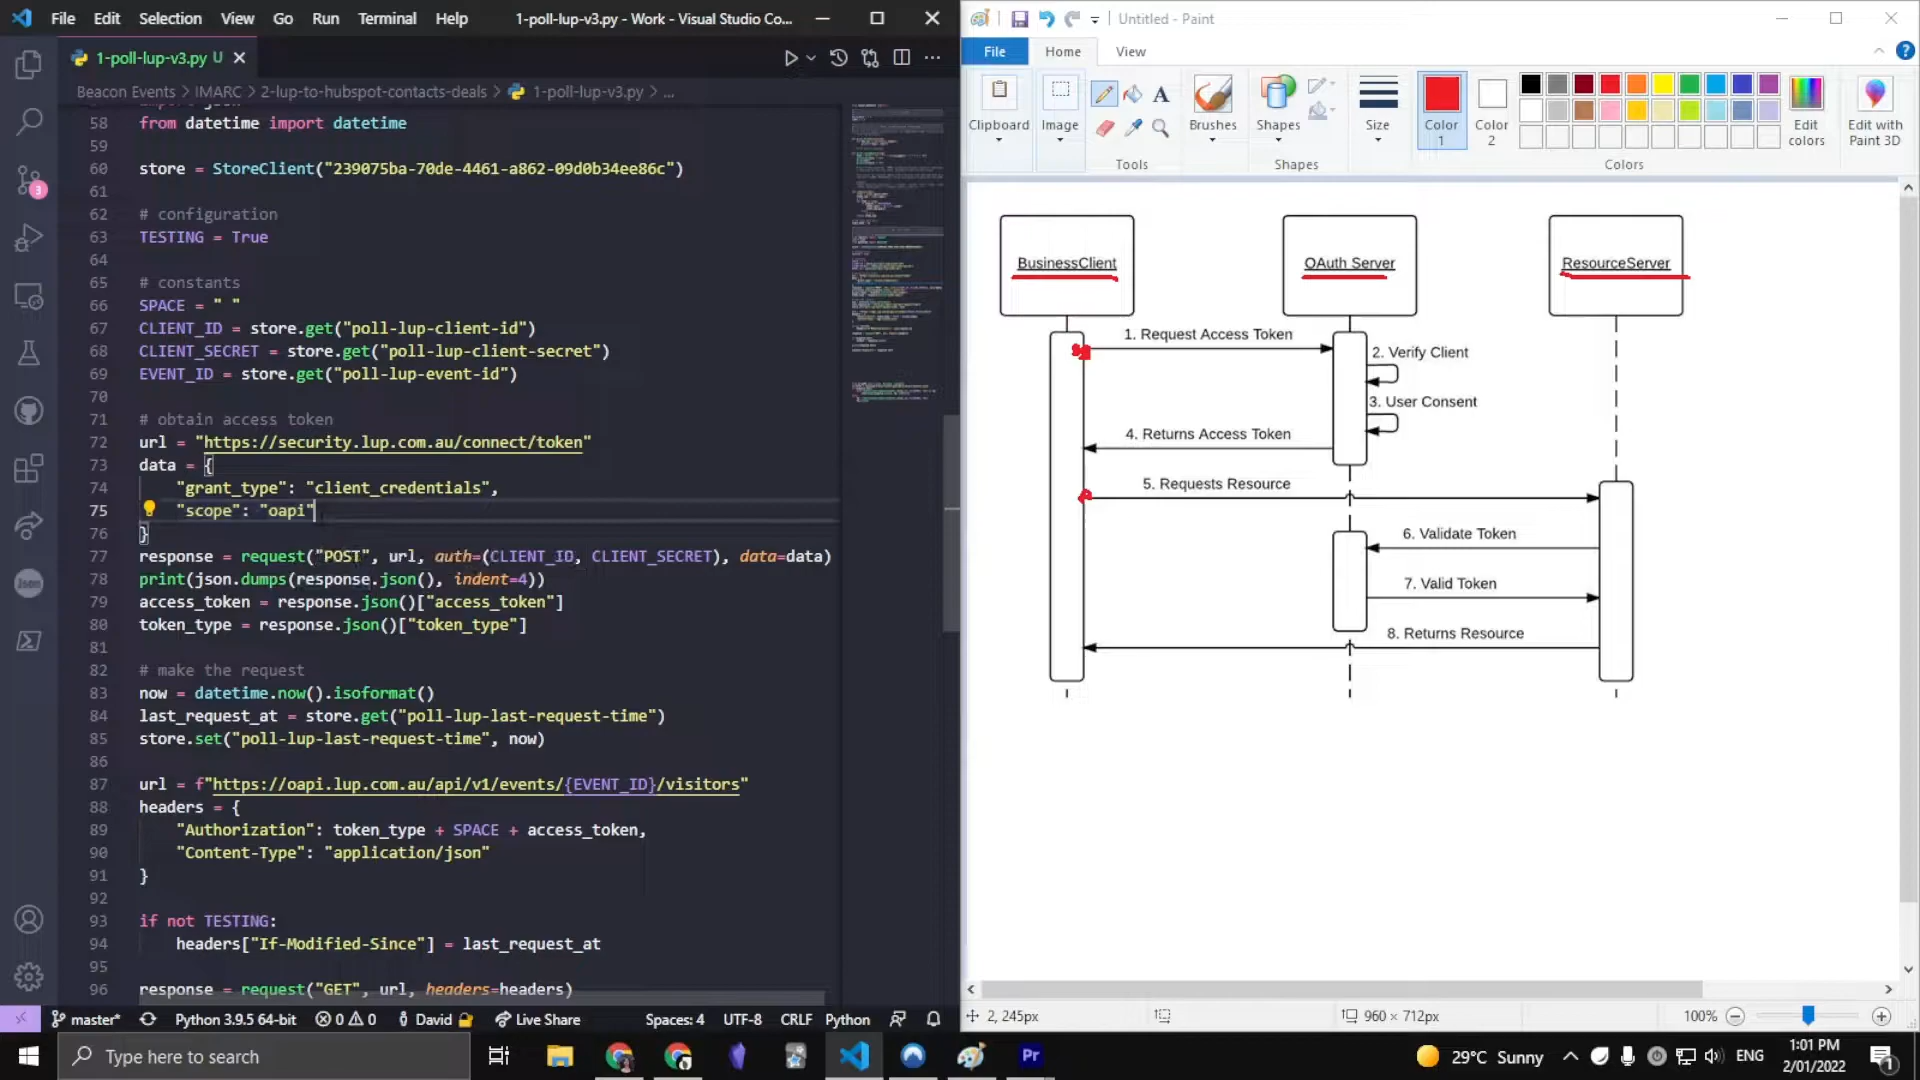 File Edit Selection View Go Run Terminal Help 1-poll-lup-v3.py - Work - Visual Studio Co...
1-poll-lup-v3.py U
Beacon Events > IMARC > 2-lup-to-hubspot-contacts-deals > 1-poll-lup-v3.py > ...
58 from datetime import datetime
59
60 store = StoreClient("239075ba-70de-4461-a862-09d0b34ee86c")
61
62 # configuration
63 TESTING = True
64
65 # constants
66 SPACE = " "
67 CLIENT_ID = store.get("poll-lup-client-id")
68 CLIENT_SECRET = store.get("poll-lup-client-secret")
69 EVENT_ID = store.get("poll-lup-event-id")
70
71 # obtain access token
72 url = "https://security.lup.com.au/connect/token"
73 data = {
74 "grant_type": "client_credentials",
75 "scope": "oapi"
76 }
77 response = request("POST", url, auth=(CLIENT_ID, CLIENT_SECRET), data=data)
78 print(json.dumps(response.json(), indent=4))
79 access_token = response.json()["access_token"]
80 token_type = response.json()["token_type"]
81
82 # make the request
83 now = datetime.now().isoformat()
84 last_request_at = store.get("poll-lup-last-request-time")
85 store.set("poll-lup-last-request-time", now)
86
87 url = f"https://oapi.lup.com.au/api/v1/events/{EVENT_ID}/visitors"
88 headers = {
89 "Authorization": token_type + SPACE + access_token,
90 "Content-Type": "application/json"
91 }
92
93 if not TESTING:
94 headers["If-Modified-Since"] = last_request_at
95
96 response = request("GET", url, headers=headers)
3
Json
master* Python 3.9.5 64-bit 0 0 David Live Share Spaces: 4 UTF-8 CRLF Python
Untitled - Paint
File Home View
Clipboard Image Tools Brushes Shapes Shapes Size Color 1 Color 2 Edit colors Edit with Paint 3D
Colors
BusinessClient OAuth Server ResourceServer
1. Request Access Token
2. Verify Client
3. User Consent
4. Returns Access Token
5. Requests Resource
6. Validate Token
7. Valid Token
8. Returns Resource
2, 245px 960 × 712px 100%
Type here to search
Pr
29°C Sunny ENG 1:01 PM
2/01/2022
1